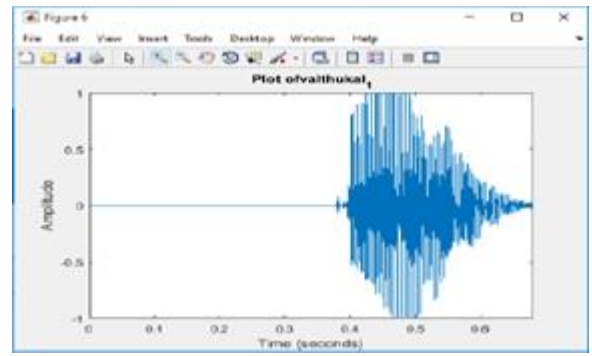 Figure 6
File Edit View Insert Tools Desktop Window Help
Plot ofvalthukal1
1
0.5
0
-0.5
-1
Amplitude
0 0.1 0.2 0.3 0.4 0.5 0.6
Time (seconds)